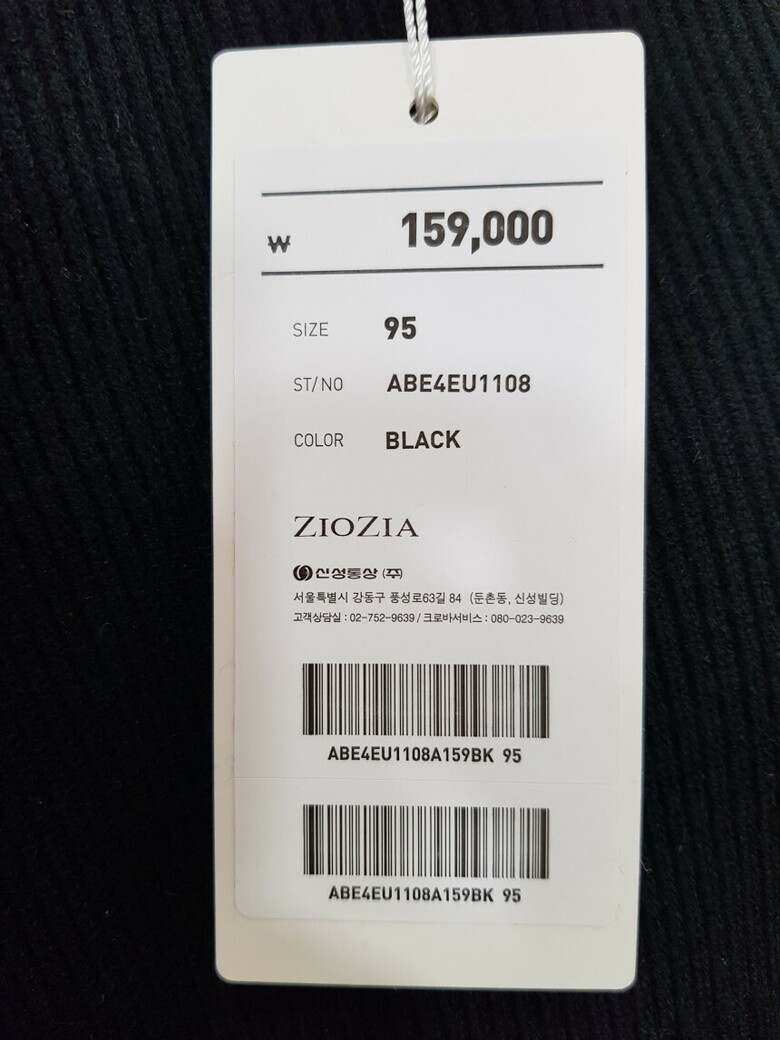 ₩ 159,000
SIZE 95
ST/NO ABE4EU1108
COLOR BLACK
ZIOZIA
신성통상 (주)
서울특별시 강동구 풍성로63길 84 (둔촌동, 신성빌딩)
고객상담실 : 02-752-9639 / 크로바서비스 : 080-023-9639
ABE4EU1108A159BK 95
ABE4EU1108A159BK 95